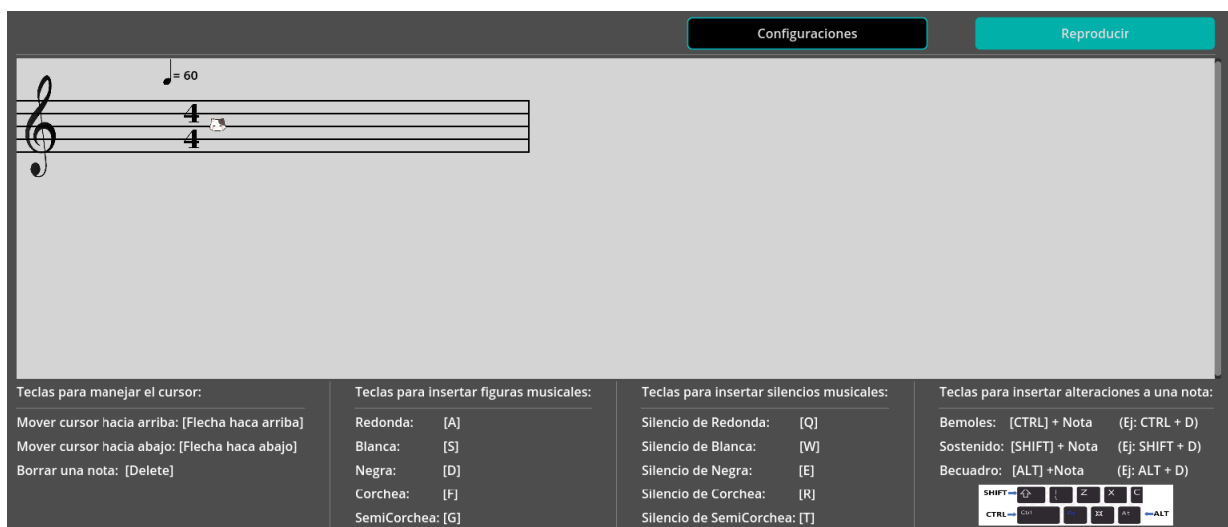 Configuraciones
Reproducir
= 60
4
4
Teclas para manejar el cursor:
Mover cursor hacia arriba: [Flecha haca arriba]
Mover cursor hacia abajo: [Flecha haca abajo]
Borrar una nota: [Delete]
Teclas para insertar figuras musicales:
Redonda: [A]
Blanca: [S]
Negra: [D]
Corchea: [F]
SemiCorchea: [G]
Teclas para insertar silencios musicales:
Silencio de Redonda: [Q]
Silencio de Blanca: [W]
Silencio de Negra: [E]
Silencio de Corchea: [R]
Silencio de SemiCorchea: [T]
Teclas para insertar alteraciones a una nota:
Bemoles: [CTRL] + Nota (Ej: CTRL + D)
Sostenido: [SHIFT] + Nota (Ej: SHIFT + D)
Becuadro: [ALT] +Nota (Ej: ALT + D)
SHIFT Z X C
CTRL Ctrl ALT